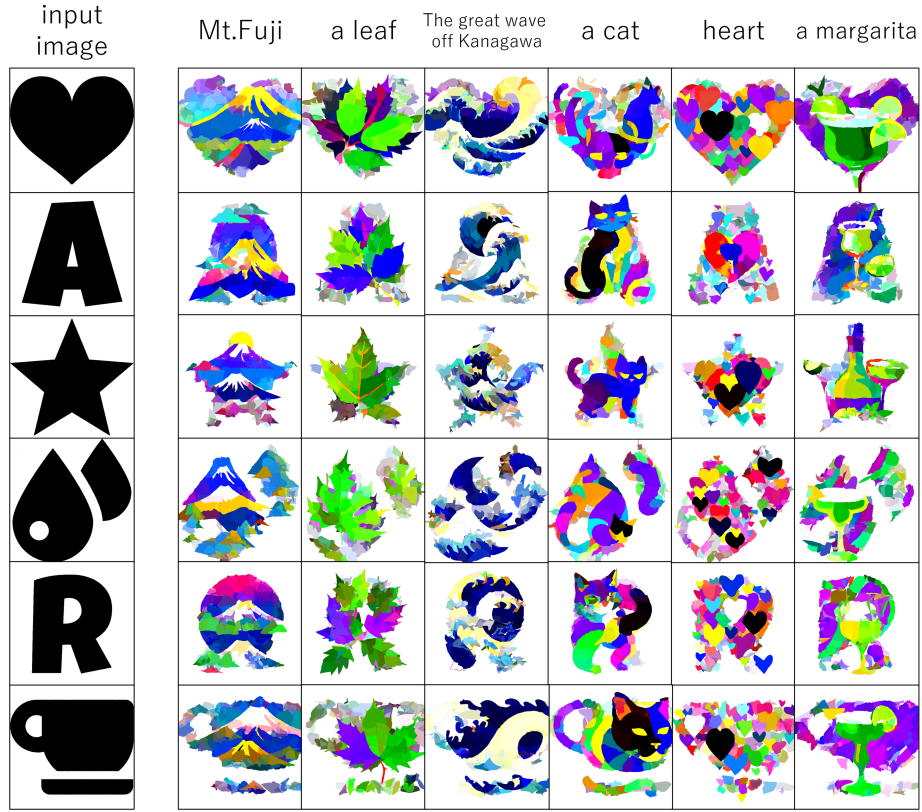 input
image
Mt.Fuji
a leaf
The great wave
off Kanagawa
a cat
heart
a margarita
A
R